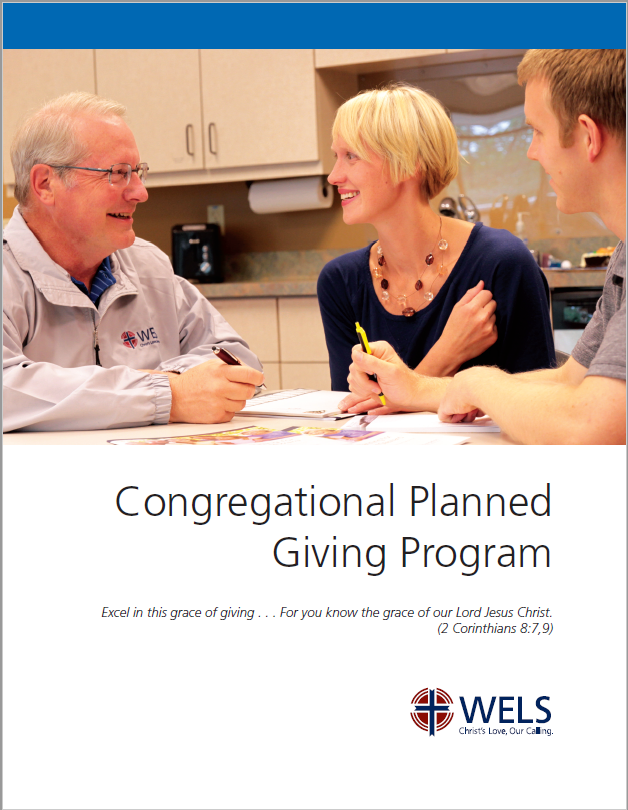 WELS
Congregational Planned
Giving Program
Excel in this grace of giving . . . For you know the grace of our Lord Jesus Christ.
(2 Corinthians 8:7,9)
WELS
Christ's Love, Our Calling.